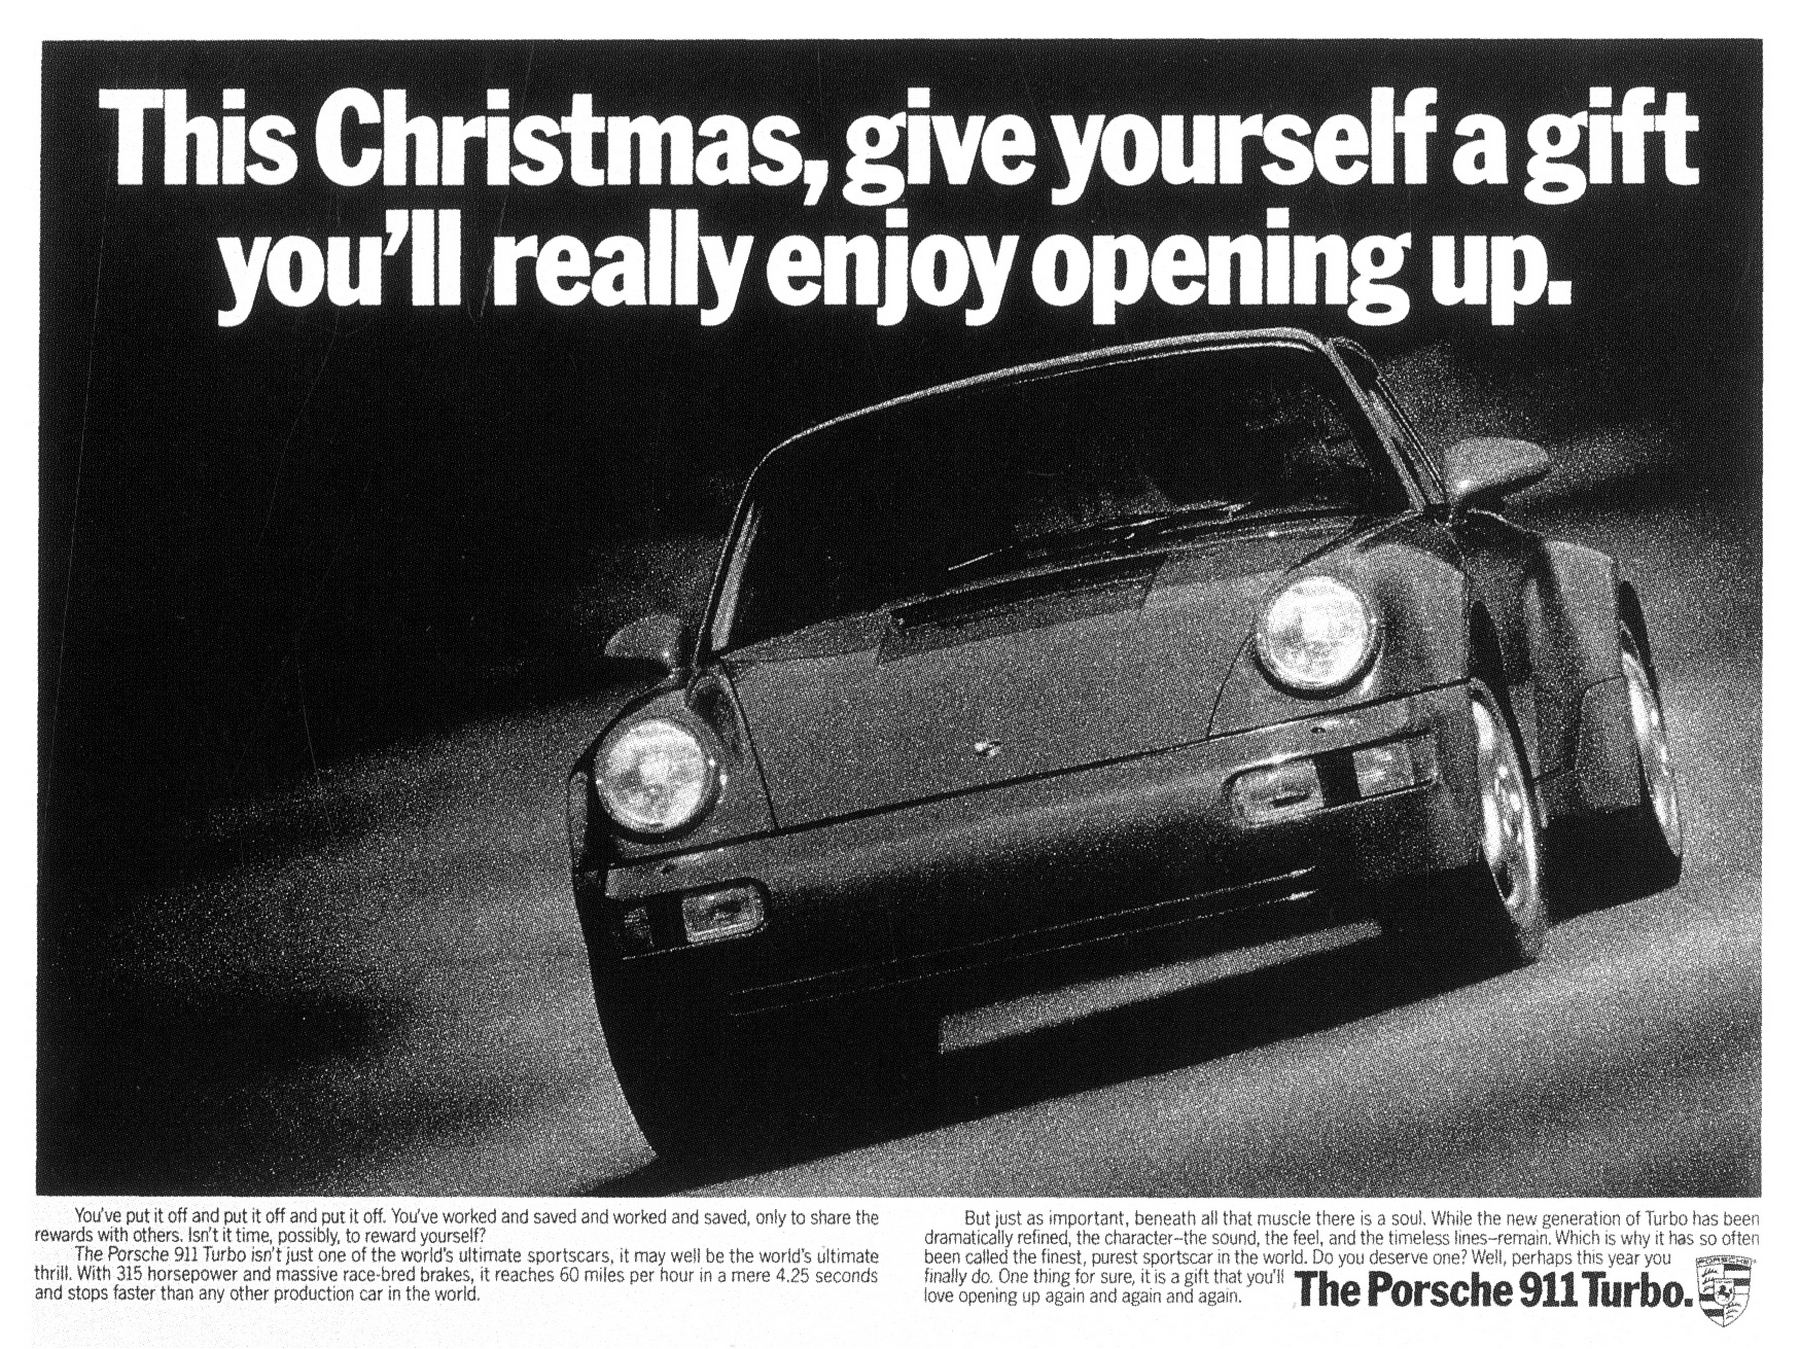 This Christmas, give yourself a gift
you'll really enjoy opening up.
You've put it off and put it off and put it off. You've worked and saved and worked and saved, only to share the
rewards with others. Isn't it time, possibly, to reward yourself?
The Porsche 911 Turbo isn't just one of the world's ultimate sportscars, it may well be the world's ultimate
thrill. With 315 horsepower and massive race-bred brakes, it reaches 60 miles per hour in a mere 4.25 seconds
and stops faster than any other production car in the world.
But just as important, beneath all that muscle there is a soul. While the new generation of Turbo has been
dramatically refined, the character—the sound, the feel, and the timeless lines—remain. Which is why it has so often
been called the finest, purest sportscar in the world. Do you deserve one? Well, perhaps this year you
finally do. One thing for sure, it is a gift that you'll
love opening up again and again and again.
The Porsche 911 Turbo.
PORSCHE